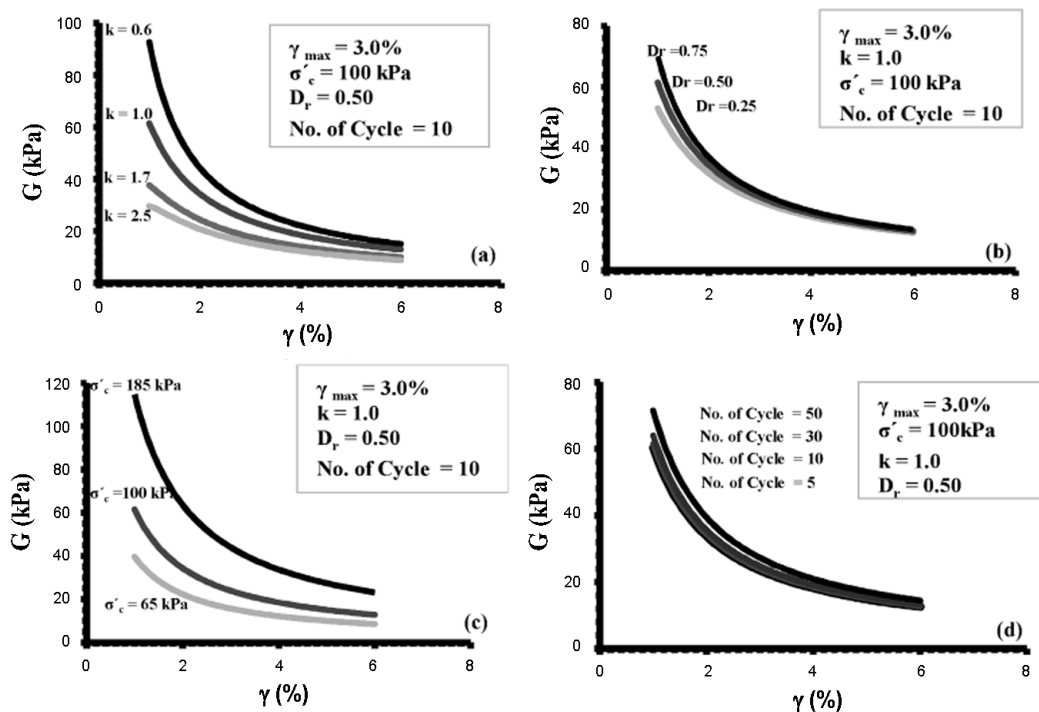 100
80
60
40
20
0
G (kPa)
k = 0.6
k = 1.0
k = 1.7
k = 2.5
γ max = 3.0%
σ´c = 100 kPa
Dr = 0.50
No. of Cycle = 10
(a)
0 2 4 6 8
γ (%)
80
60
40
20
0
G (kPa)
Dr =0.75
Dr =0.50
Dr =0.25
γ max = 3.0%
k = 1.0
σ´c = 100 kPa
No. of Cycle = 10
(b)
0 2 4 6 8
γ (%)
120
100
80
60
40
20
0
G (kPa)
σ´c = 185 kPa
σ´c =100 kPa
σ´c = 65 kPa
γ max = 3.0%
k = 1.0
Dr = 0.50
No. of Cycle = 10
(c)
0 2 4 6 8
γ (%)
80
60
40
20
0
G (kPa)
No. of Cycle = 50
No. of Cycle = 30
No. of Cycle = 10
No. of Cycle = 5
γ max = 3.0%
σ´c = 100kPa
k = 1.0
Dr = 0.50
(d)
0 2 4 6 8
γ (%)